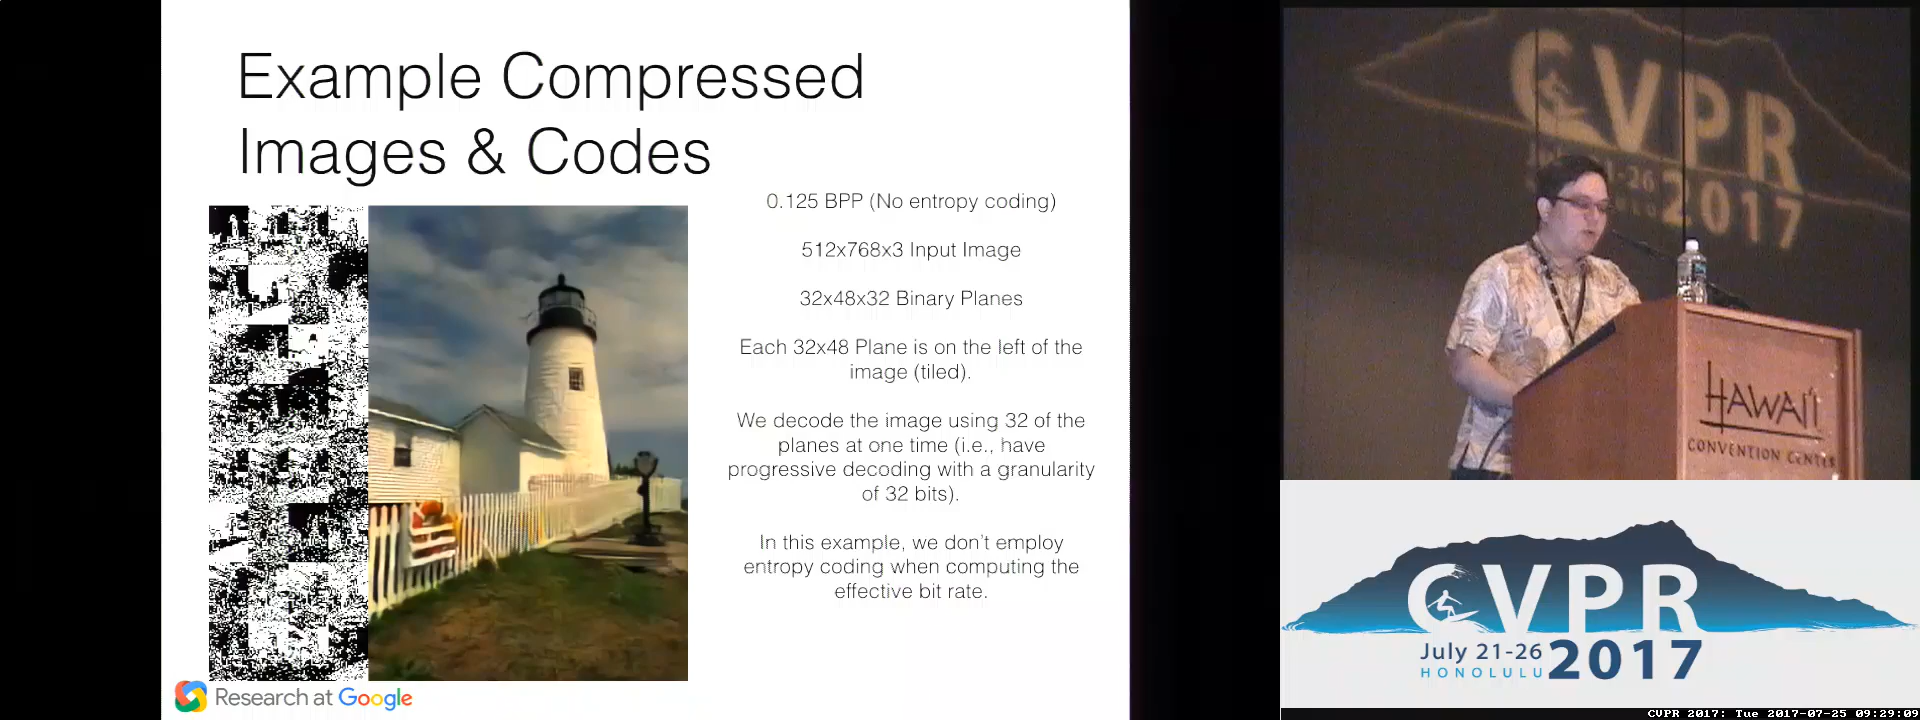 Example Compressed
Images & Codes
0.125 BPP (No entropy coding)
512x768x3 Input Image
32x48x32 Binary Planes
Each 32x48 Plane is on the left of the
image (tiled).
We decode the image using 32 of the
planes at one time (i.e., have
progressive decoding with a granularity
of 32 bits).
In this example, we don't employ
entropy coding when computing the
effective bit rate.
Research at Google
CVPR
2017
HAWAI'I
CONVENTION CENTER
CVPR
July 21-26
HONOLULU
2017
CVPR 2017: Tue 2017-07-25 09:29:09